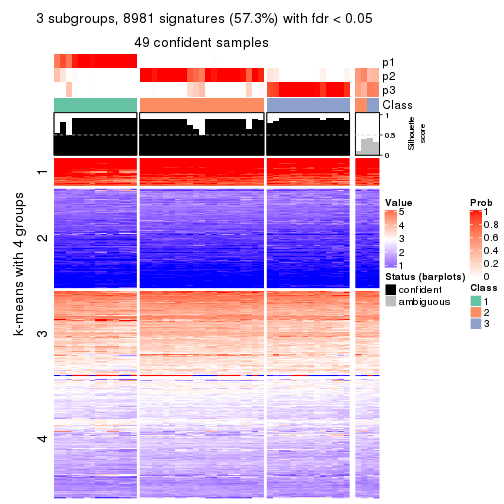 3 subgroups, 8981 signatures (57.3%) with fdr < 0.05
49 confident samples
p1
p2
p3
Class
1
0.5
0
Silhouette
score
k-means with 4 groups
1
2
3
4
Value
5
4
3
2
1
Status (barplots)
confident
ambiguous
Prob
1
0.8
0.6
0.4
0.2
0
Class
1
2
3